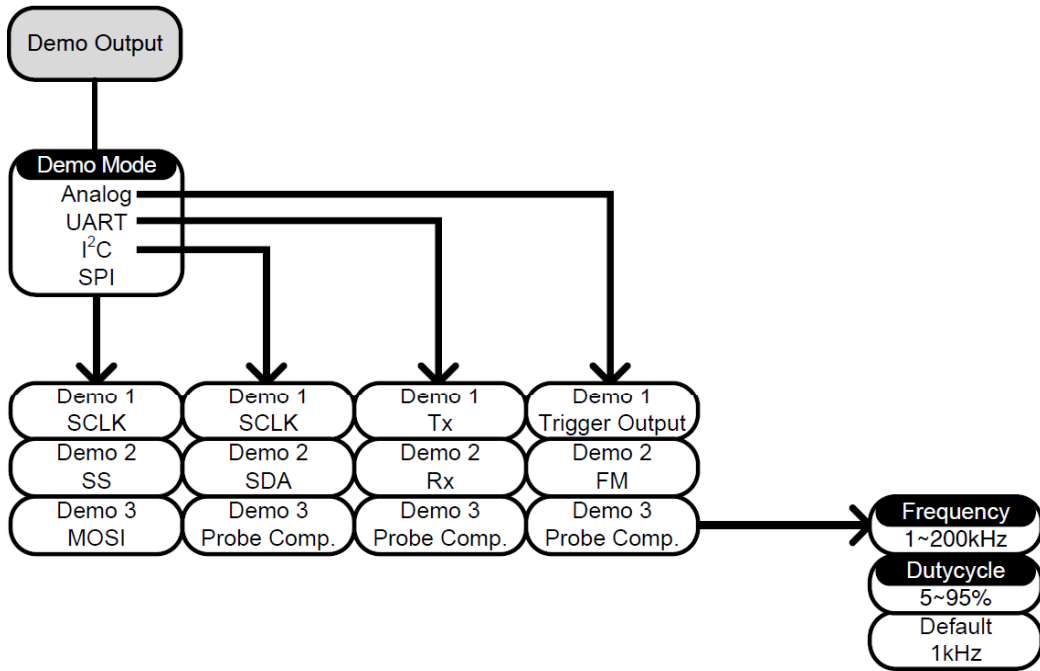 Demo Output
Demo Mode
Analog
UART
I²C
SPI
Demo 1
SCLK
Demo 2
SS
Demo 3
MOSI
Demo 1
SCLK
Demo 2
SDA
Demo 3
Probe Comp.
Demo 1
Tx
Demo 2
Rx
Demo 3
Probe Comp.
Demo 1
Trigger Output
Demo 2
FM
Demo 3
Probe Comp.
Frequency
1~200kHz
Dutycycle
5~95%
Default
1kHz